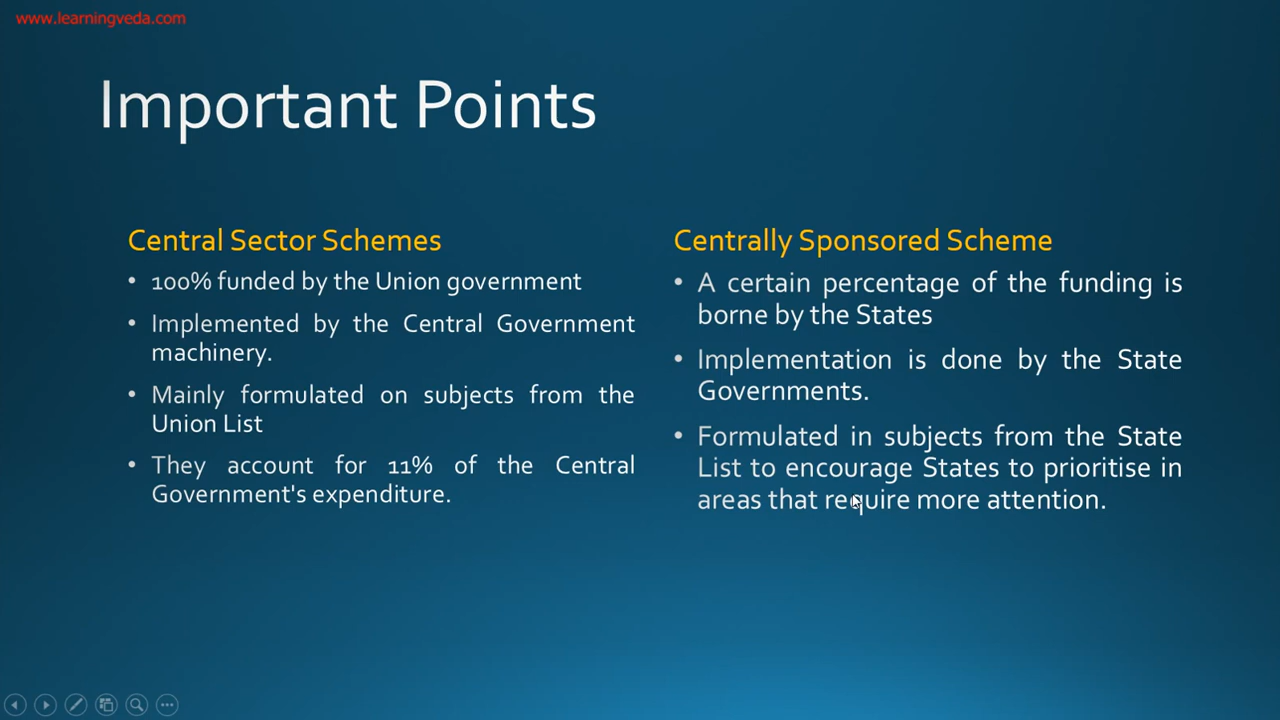 www.learningveda.com
Important Points
Central Sector Schemes
• 100% funded by the Union government
• Implemented by the Central Government
machinery.
• Mainly formulated on subjects from the
Union List
• They account for 11% of the Central
Government's expenditure.
Centrally Sponsored Scheme
• A certain percentage of the funding is
borne by the States
• Implementation is done by the State
Governments.
• Formulated in subjects from the State
List to encourage States to prioritise in
areas that require more attention.